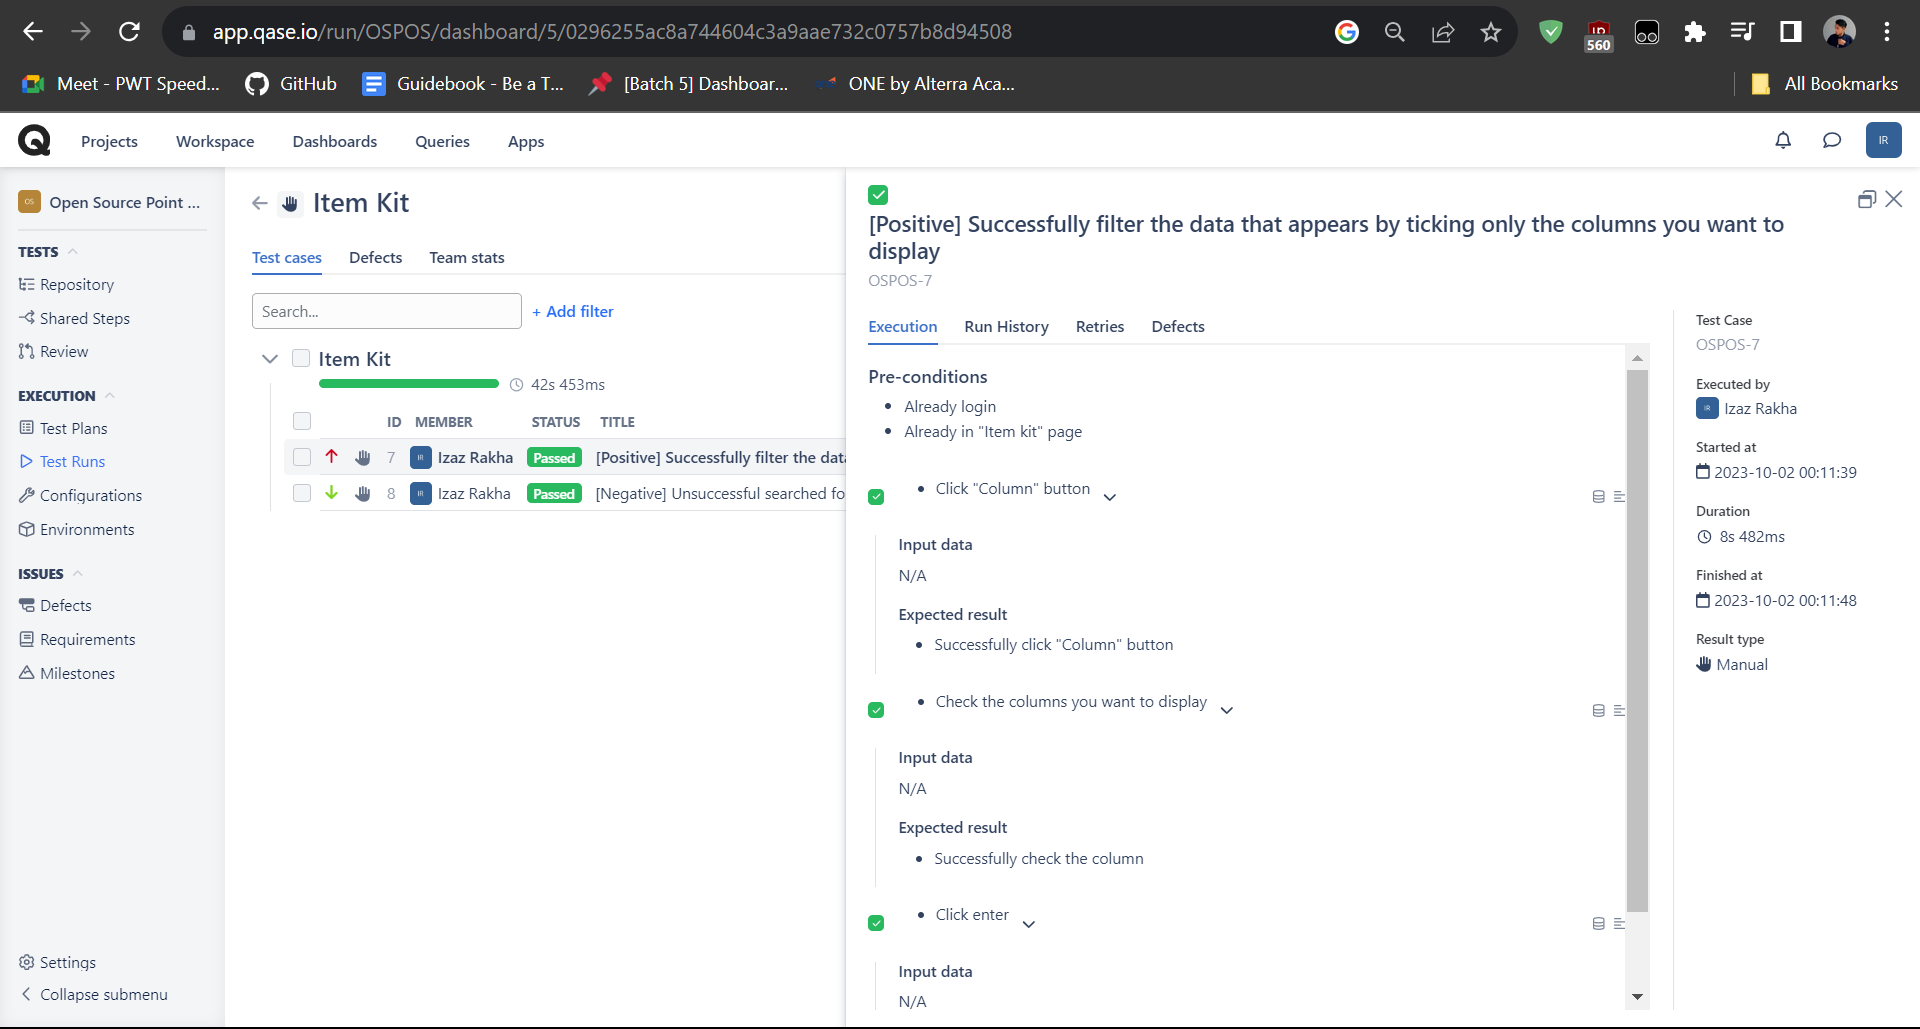 app.qase.io/run/OSPOS/dashboard/5/0296255ac8a744604c3a9aae732c0757b8d94508
560
Meet - PWT Speed...
GitHub
Guidebook - Be a T...
[Batch 5] Dashboar...
ONE by Alterra Aca...
All Bookmarks
Projects
Workspace
Dashboards
Queries
Apps
IR
OS
Open Source Point ...
TESTS
Repository
Shared Steps
Review
EXECUTION
Test Plans
Test Runs
Configurations
Environments
ISSUES
Defects
Requirements
Milestones
Settings
Collapse submenu
Item Kit
Test cases
Defects
Team stats
Search...
+ Add filter
Item Kit
42s 453ms
ID MEMBER STATUS TITLE
7 IR Izaz Rakha Passed [Positive] Successfully filter the data
8 IR Izaz Rakha Passed [Negative] Unsuccessful searched fo
[Positive] Successfully filter the data that appears by ticking only the columns you want to
display
OSPOS-7
Execution
Run History
Retries
Defects
Pre-conditions
• Already login
• Already in "Item kit" page
• Click "Column" button
Input data
N/A
Expected result
• Successfully click "Column" button
• Check the columns you want to display
Input data
N/A
Expected result
• Successfully check the column
• Click enter
Input data
N/A
Test Case
OSPOS-7
Executed by
IR Izaz Rakha
Started at
2023-10-02 00:11:39
Duration
8s 482ms
Finished at
2023-10-02 00:11:48
Result type
Manual